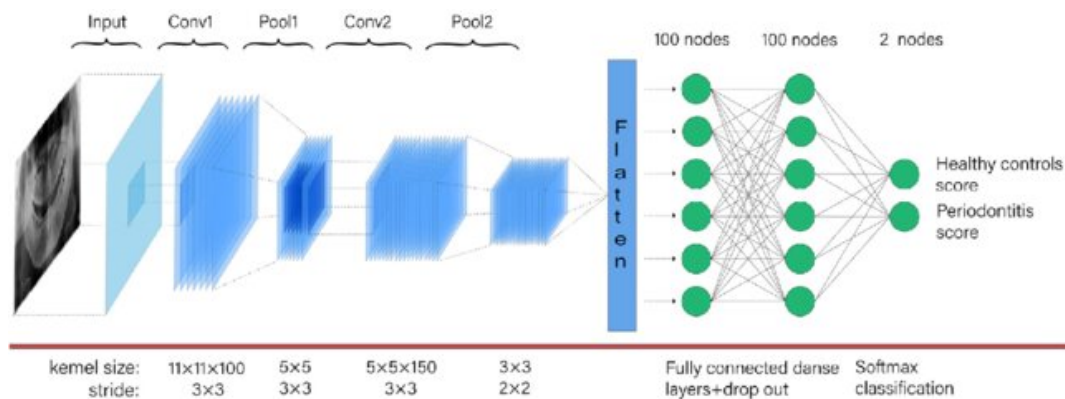 Input Conv1 Pool1 Conv2 Pool2
100 nodes 100 nodes 2 nodes
Flatten
Healthy controls
score
Periodontitis
score
kernel size: 11×11×100 5×5 5×5×150 3×3
stride: 3×3 3×3 3×3 2×2
Fully connected danse
layers+drop out
Softmax
classification